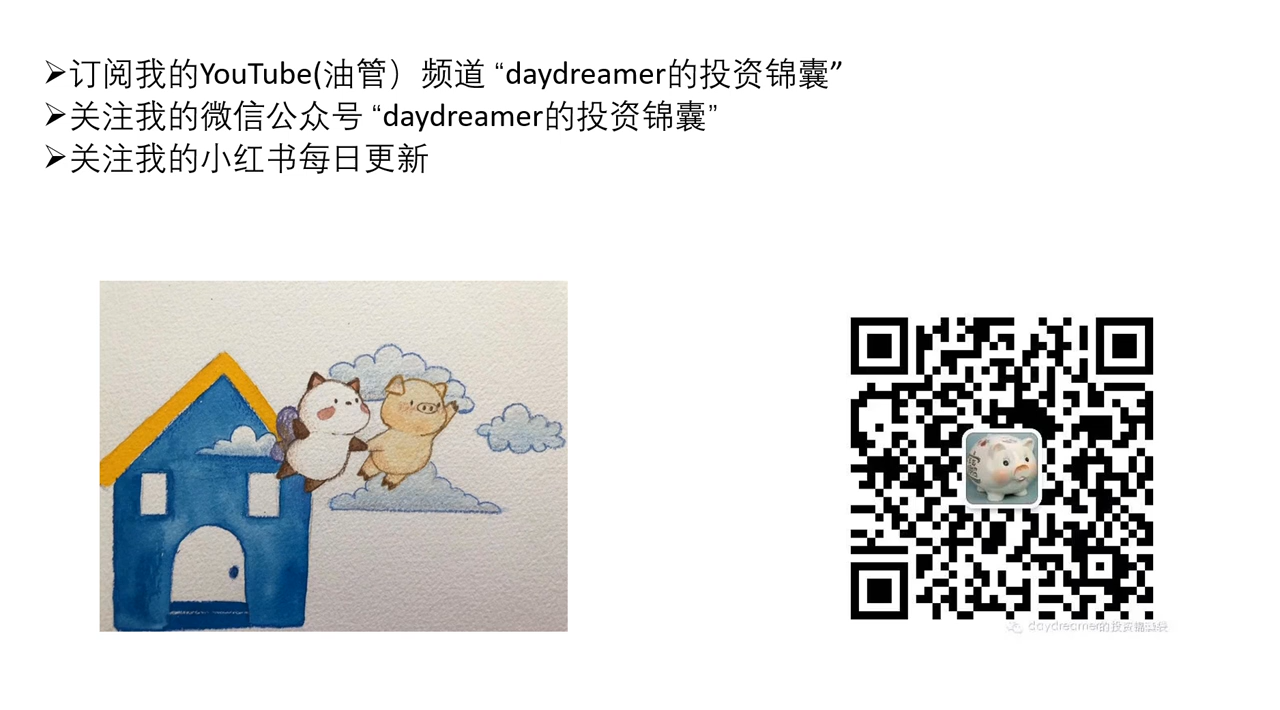 ➢订阅我的YouTube(油管）频道 “daydreamer的投资锦囊”
➢关注我的微信公众号 “daydreamer的投资锦囊”
➢关注我的小红书每日更新
daydreamer的投资锦囊